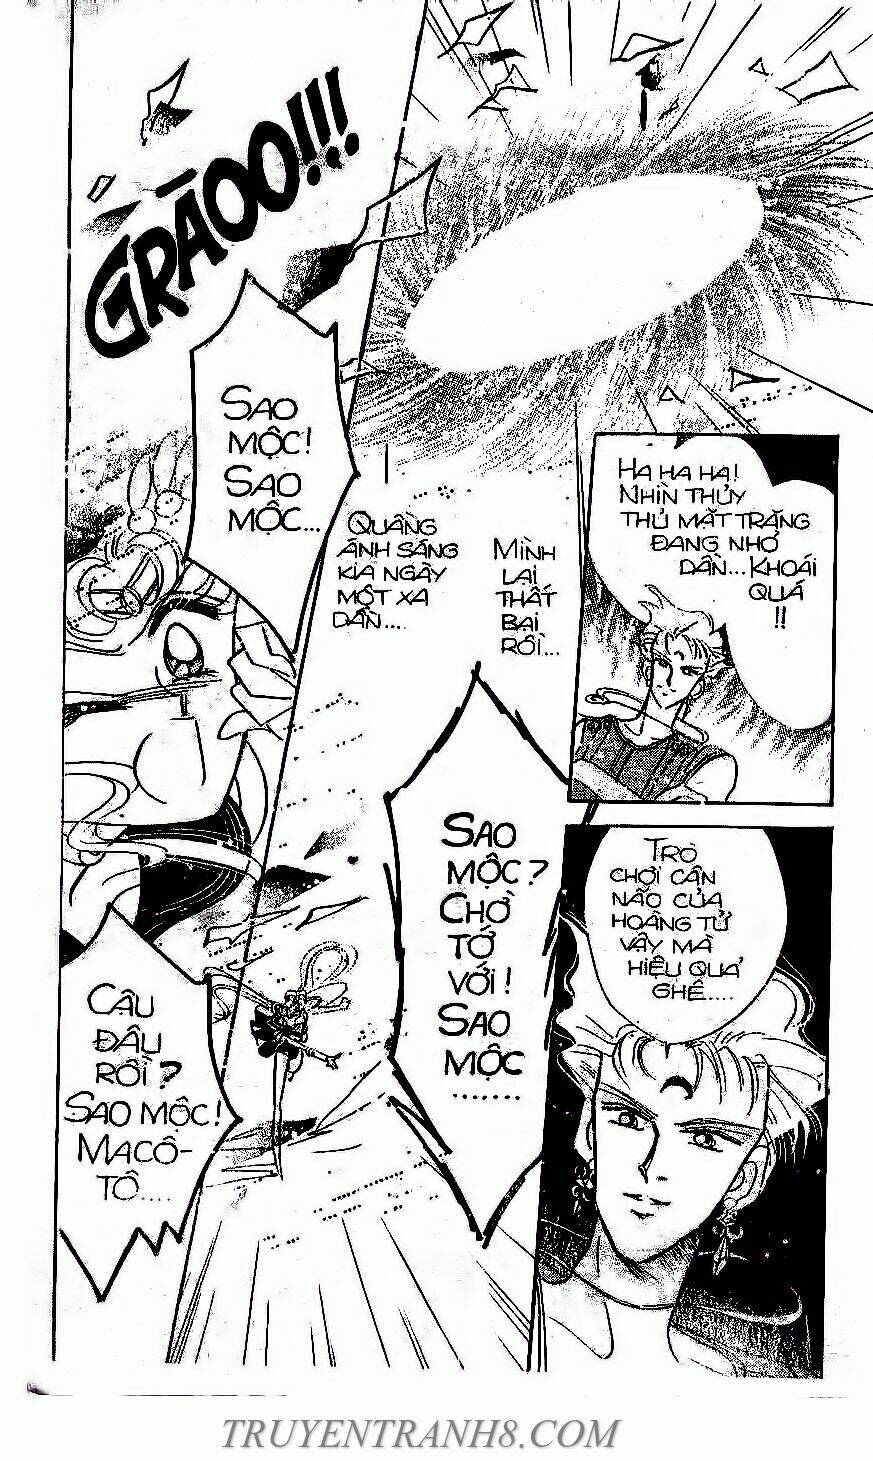 GRÃOO!!!
SAO
MỘC!
SAO
MỘC...
QUẦNG
ÁNH SÁNG
KIA NGÀY
MỘT XA
DẦN....
MÌNH
LẠI
THẤT
BẠI
RỒI...
HA HA HA!
NHÌN THỦY
THỦ MẶT TRĂNG
ĐANG NHỎ
DẦN... KHOÁI
QUÁ
!!
CẬU
ĐÂU
RỒI?
SAO MỘC!
MACÔ-
TÔ....
SAO
MỘC?
CHỜ
TỚ
VỚI!
SAO
MỘC
.......
TRÒ
CHƠI CÂN
NÃO CỦA
HOÀNG TỬ
VẬY MÀ
HIỆU QUẢ
GHÊ....
TRUYENTRANH8.COM